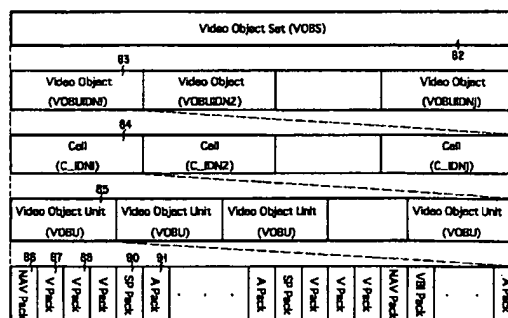 Video Object Set (VOBS)
82
83
Video Object
(VOBUIDN1)
Video Object
(VOBUIDN2)
Video Object
(VOBUIDNj)
84
Cell
(C_IDN1)
Cell
(C_IDN2)
Cell
(C_IDNj)
85
Video Object Unit
(VOBU)
Video Object Unit
(VOBU)
Video Object Unit
(VOBU)
Video Object Unit
(VOBU)
86
87
88
90
91
NAV Pack
V Pack
V Pack
V Pack
SP Pack
A Pack
. . .
A Pack
SP Pack
V Pack
V Pack
V Pack
NAV Pack
VBI Pack
. .
A Pack